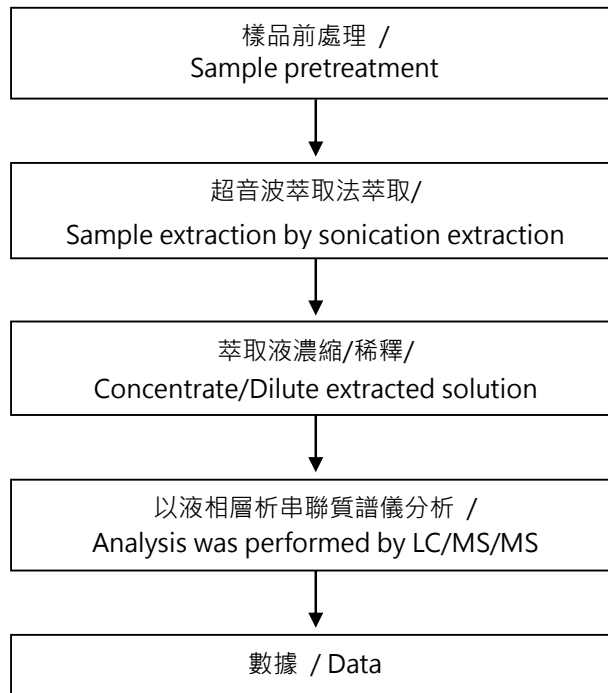 樣品前處理 /
Sample pretreatment
超音波萃取法萃取/
Sample extraction by sonication extraction
萃取液濃縮/稀釋/
Concentrate/Dilute extracted solution
以液相層析串聯質譜儀分析 /
Analysis was performed by LC/MS/MS
數據 / Data